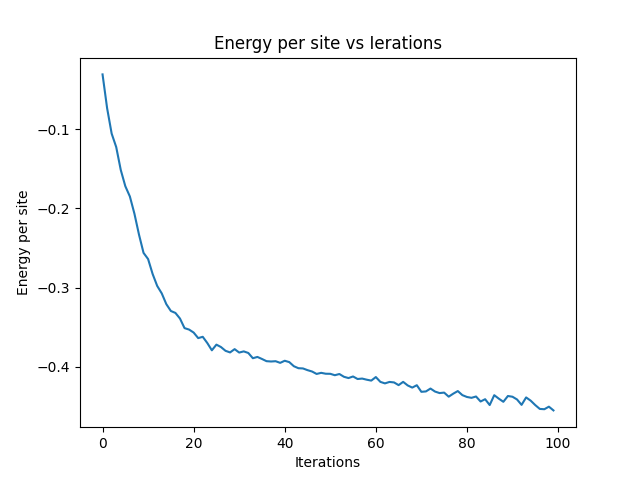 Energy per site vs Ierations
−0.1
−0.2
−0.3
−0.4
Energy per site
0 20 40 60 80 100
Iterations